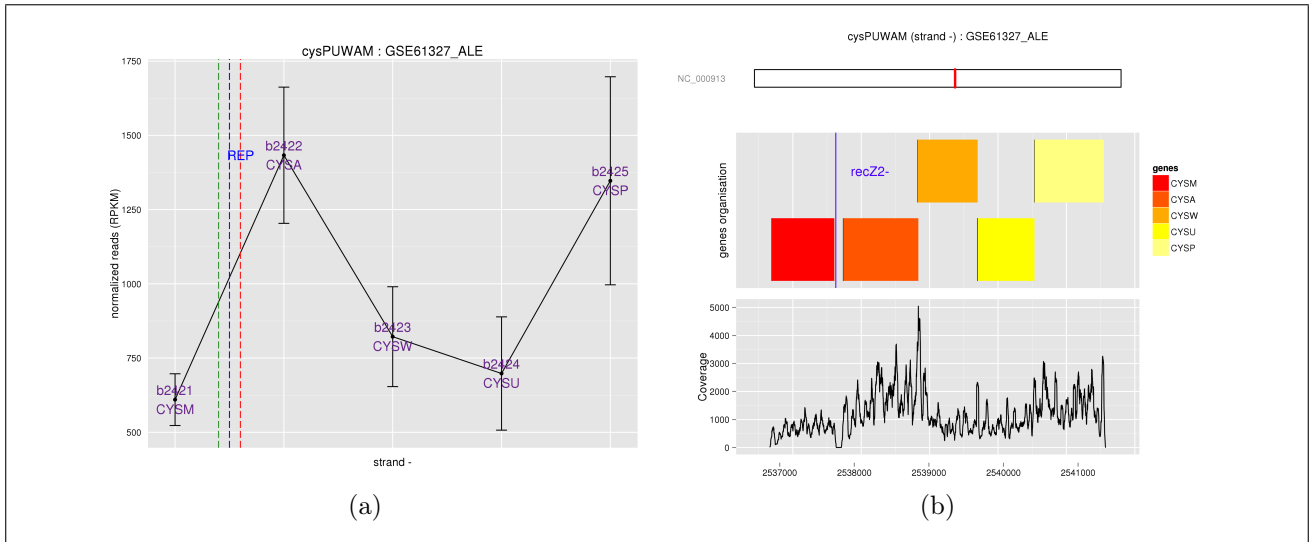 cysPUWAM : GSE61327_ALE
1750
1500
1250
1000
750
500
normalized reads (RPKM)
REP
b2421
CYSM
b2422
CYSA
b2423
CYSW
b2424
CYSU
b2425
CYSP
strand -
(a)
cysPUWAM (strand -) : GSE61327_ALE
NC_000913
genes organisation
recZ2-
genes
CYSM
CYSA
CYSW
CYSU
CYSP
Coverage
5000
4000
3000
2000
1000
0
2537000 2538000 2539000 2540000 2541000
(b)